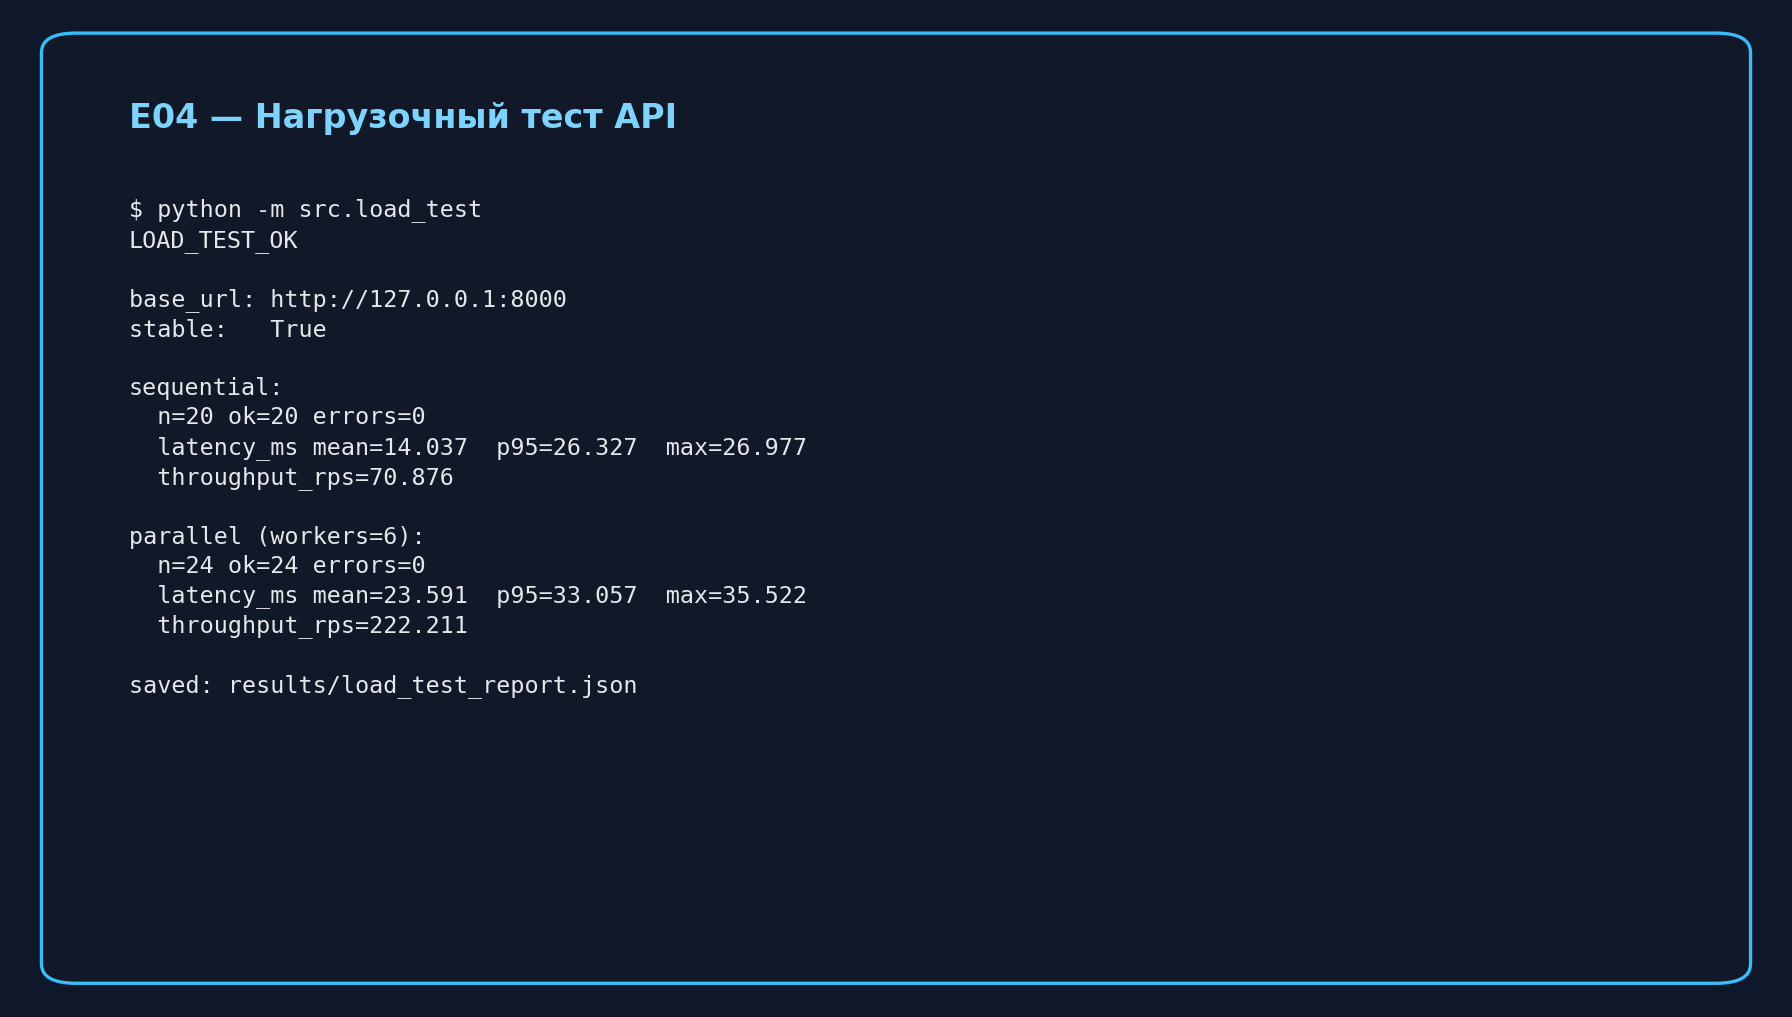 E04 — Нагрузочный тест API
$ python -m src.load_test
LOAD_TEST_OK
base_url: http://127.0.0.1:8000
stable:   True
sequential:
  n=20 ok=20 errors=0
  latency_ms mean=14.037  p95=26.327  max=26.977
  throughput_rps=70.876
parallel (workers=6):
  n=24 ok=24 errors=0
  latency_ms mean=23.591  p95=33.057  max=35.522
  throughput_rps=222.211
saved: results/load_test_report.json